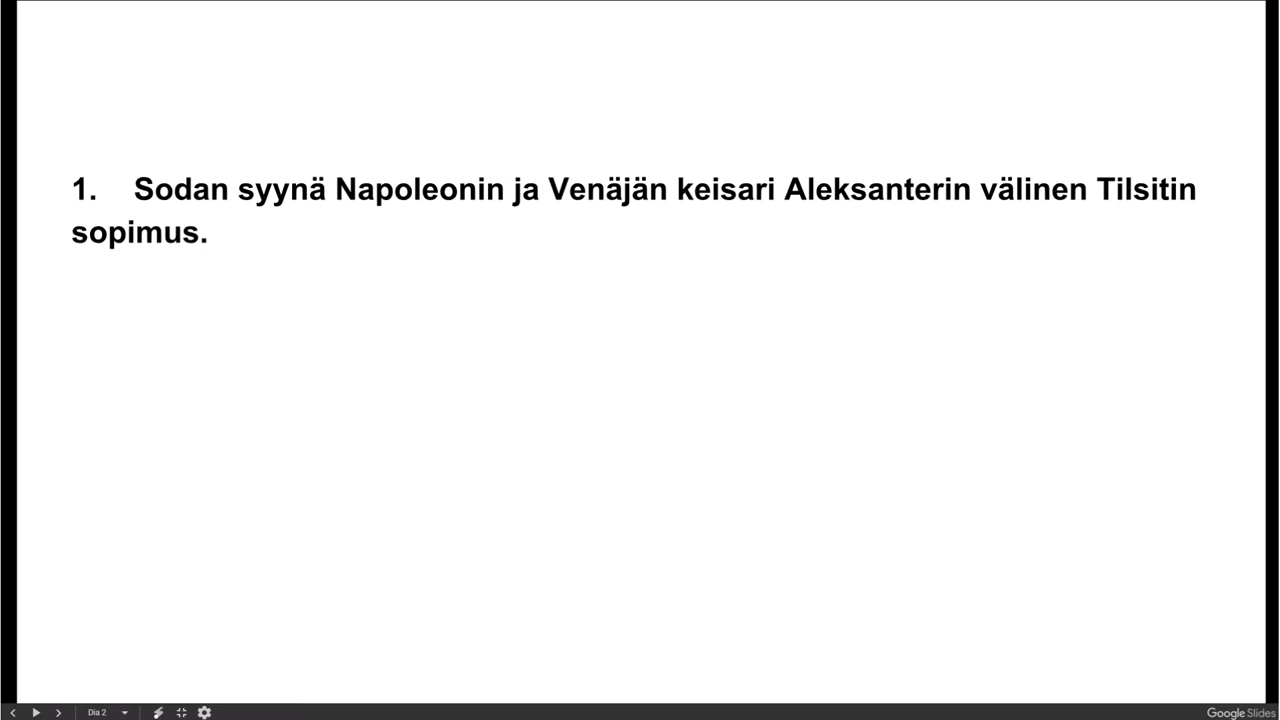 1. Sodan syynä Napoleonin ja Venäjän keisari Aleksanterin välinen Tilsitin
sopimus.
Dia 2
Google Slides